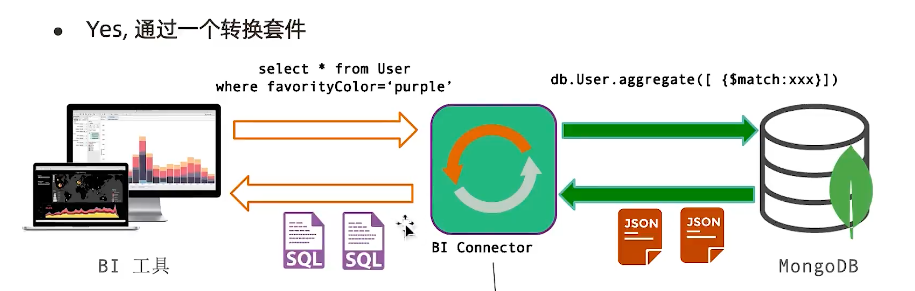 • Yes, 通过一个转换套件
select * from User
where favorityColor=‘purple’
db.User.aggregate([ {$match:xxx}])
SQL
SQL
JSON
JSON
BI Connector
BI 工具
MongoDB